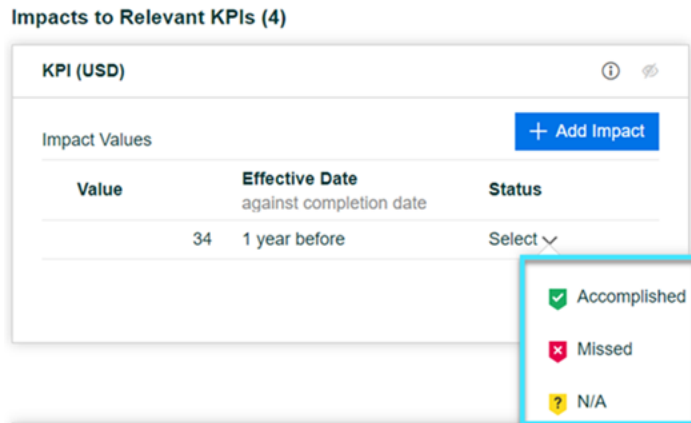 Impacts to Relevant KPIs (4)
KPI (USD)
Impact Values
+ Add Impact
Value
Effective Date
against completion date
Status
34
1 year before
Select
Accomplished
Missed
N/A